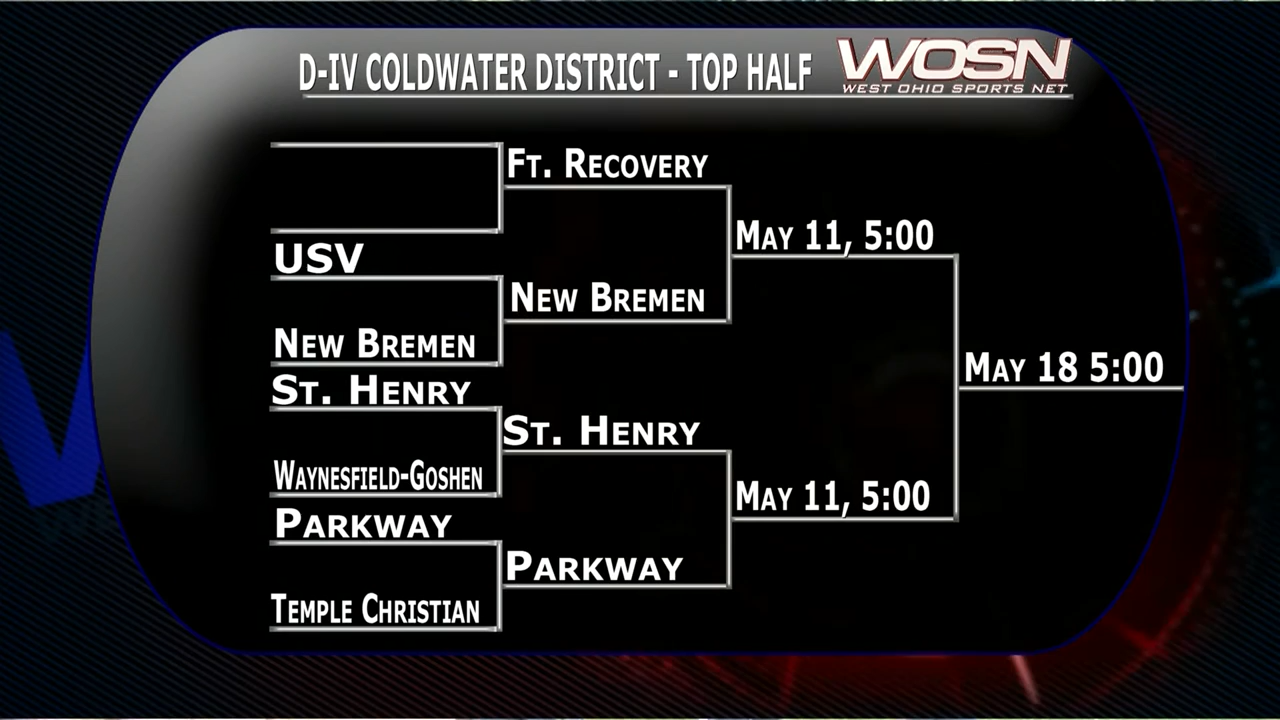 D-IV COLDWATER DISTRICT - TOP HALF
WOSN
WEST OHIO SPORTS NET
FT. RECOVERY
MAY 11, 5:00
USV
NEW BREMEN
NEW BREMEN
MAY 18 5:00
ST. HENRY
ST. HENRY
WAYNESFIELD-GOSHEN
MAY 11, 5:00
PARKWAY
PARKWAY
TEMPLE CHRISTIAN